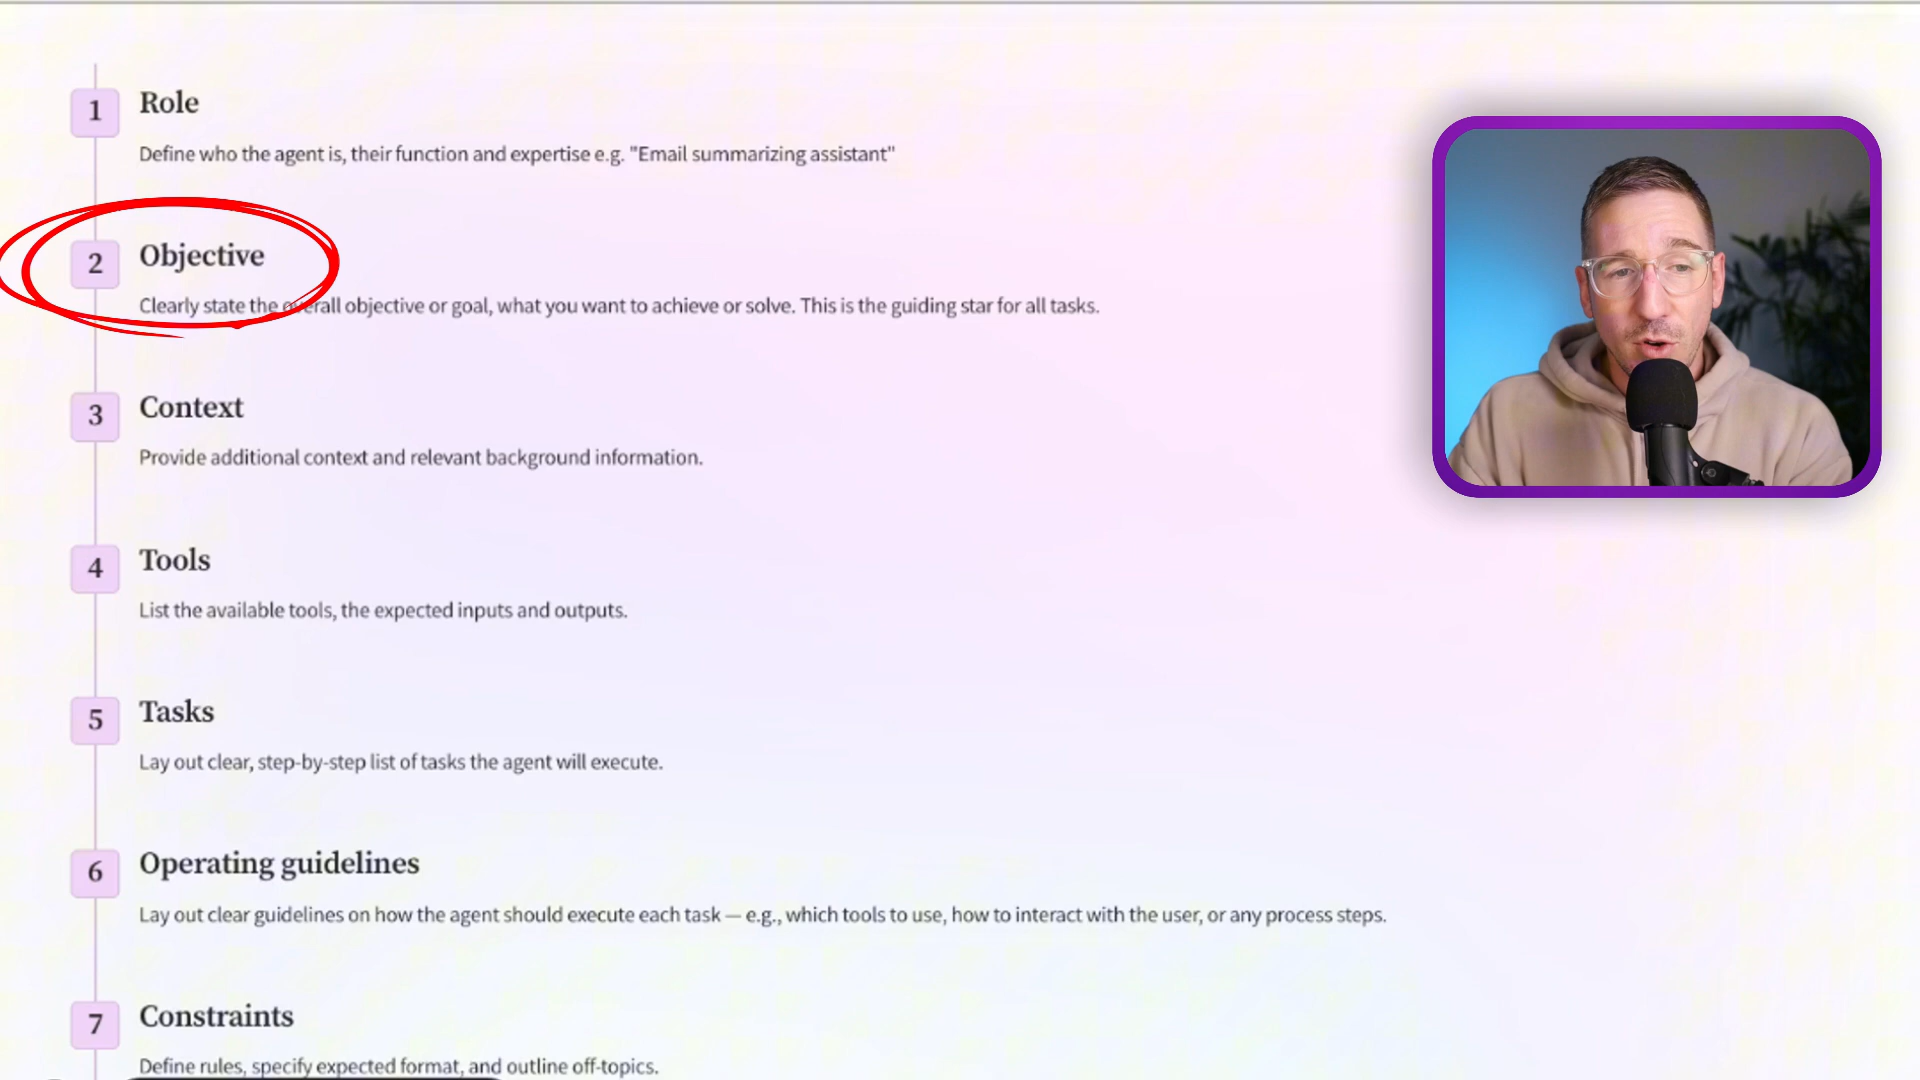 1
Role
Define who the agent is, their function and expertise e.g. "Email summarizing assistant"
2
Objective
Clearly state the overall objective or goal, what you want to achieve or solve. This is the guiding star for all tasks.
3
Context
Provide additional context and relevant background information.
4
Tools
List the available tools, the expected inputs and outputs.
5
Tasks
Lay out clear, step-by-step list of tasks the agent will execute.
6
Operating guidelines
Lay out clear guidelines on how the agent should execute each task — e.g., which tools to use, how to interact with the user, or any process steps.
7
Constraints
Define rules, specify expected format, and outline off-topics.